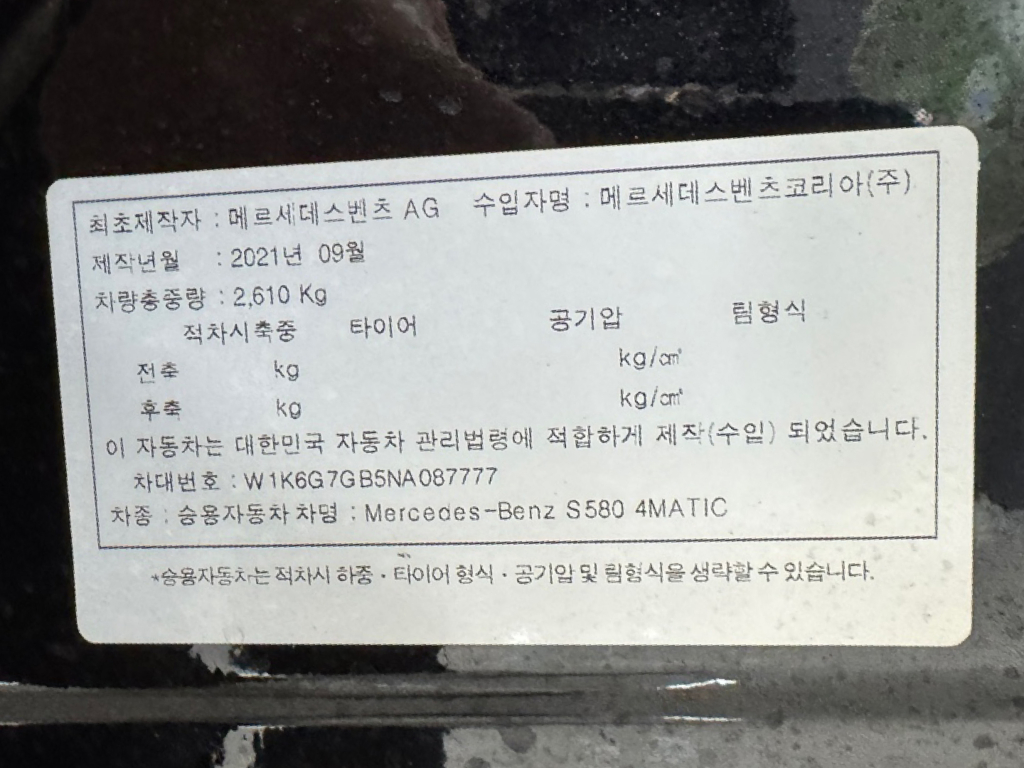 최초제작자 : 메르세데스벤츠 AG 수입자명 : 메르세데스벤츠코리아(주)
제작년월 : 2021년 09월
차량총중량 : 2,610 Kg
적차시축중 타이어 공기압 림형식
전축 kg kg/㎠
후축 kg kg/㎠
이 자동차는 대한민국 자동차 관리법령에 적합하게 제작(수입) 되었습니다.
차대번호 : W1K6G7GB5NA087777
차종 : 승용자동차 차명 : Mercedes-Benz S580 4MATIC
*승용자동차는 적차시 하중 · 타이어 형식 · 공기압 및 림형식을 생략할 수 있습니다.